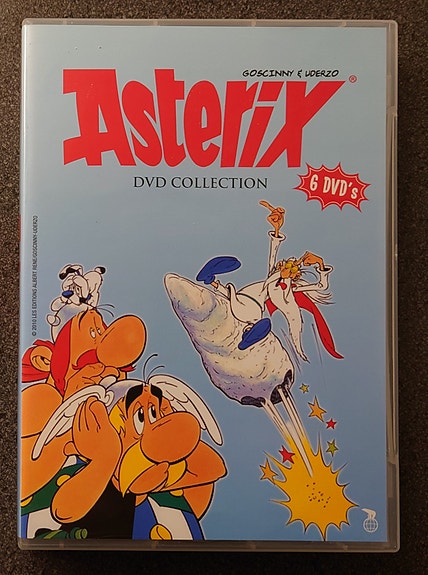 GOSCINNY & UDERZO
Asterix®
DVD COLLECTION
6 DVD's
© 2010 LES EDITIONS ALBERT RENE/GOSCINNY-UDERZO